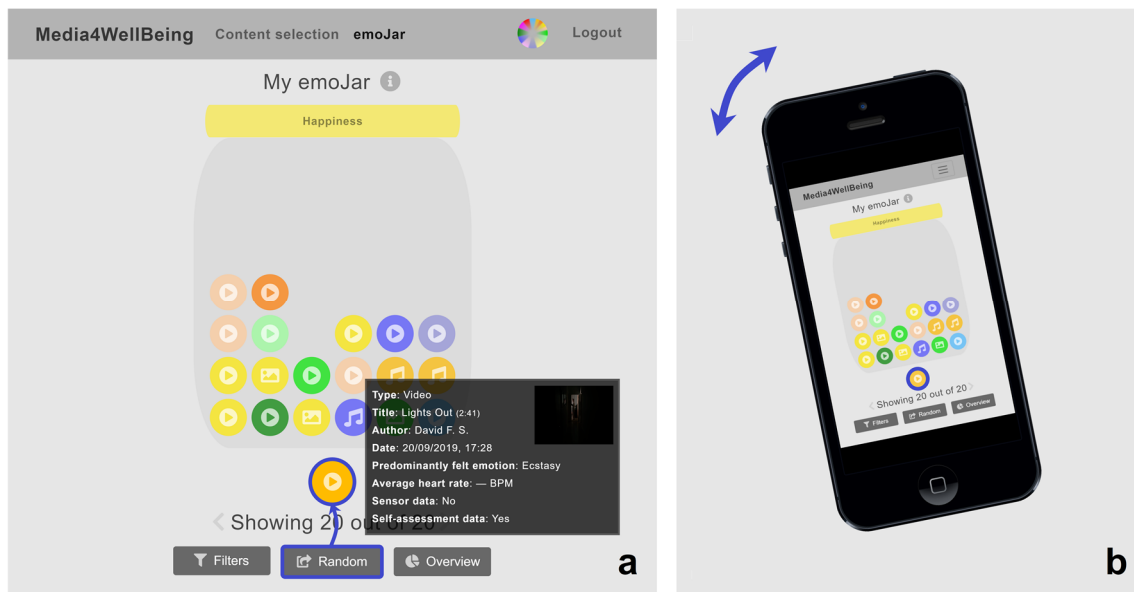 Media4WellBeing Content selection emoJar Logout
My emoJar
Happiness
Type: Video
Title: Lights Out (2:41)
Author: David F. S.
Date: 20/09/2019, 17:28
Predominantly felt emotion: Ecstasy
Average heart rate: — BPM
Sensor data: No
Self-assessment data: Yes
Showing 20 out of 20
Filters Random Overview
a
Media4WellBeing
My emoJar
Happiness
Showing 20 out of 20
Filters Random Overview
b